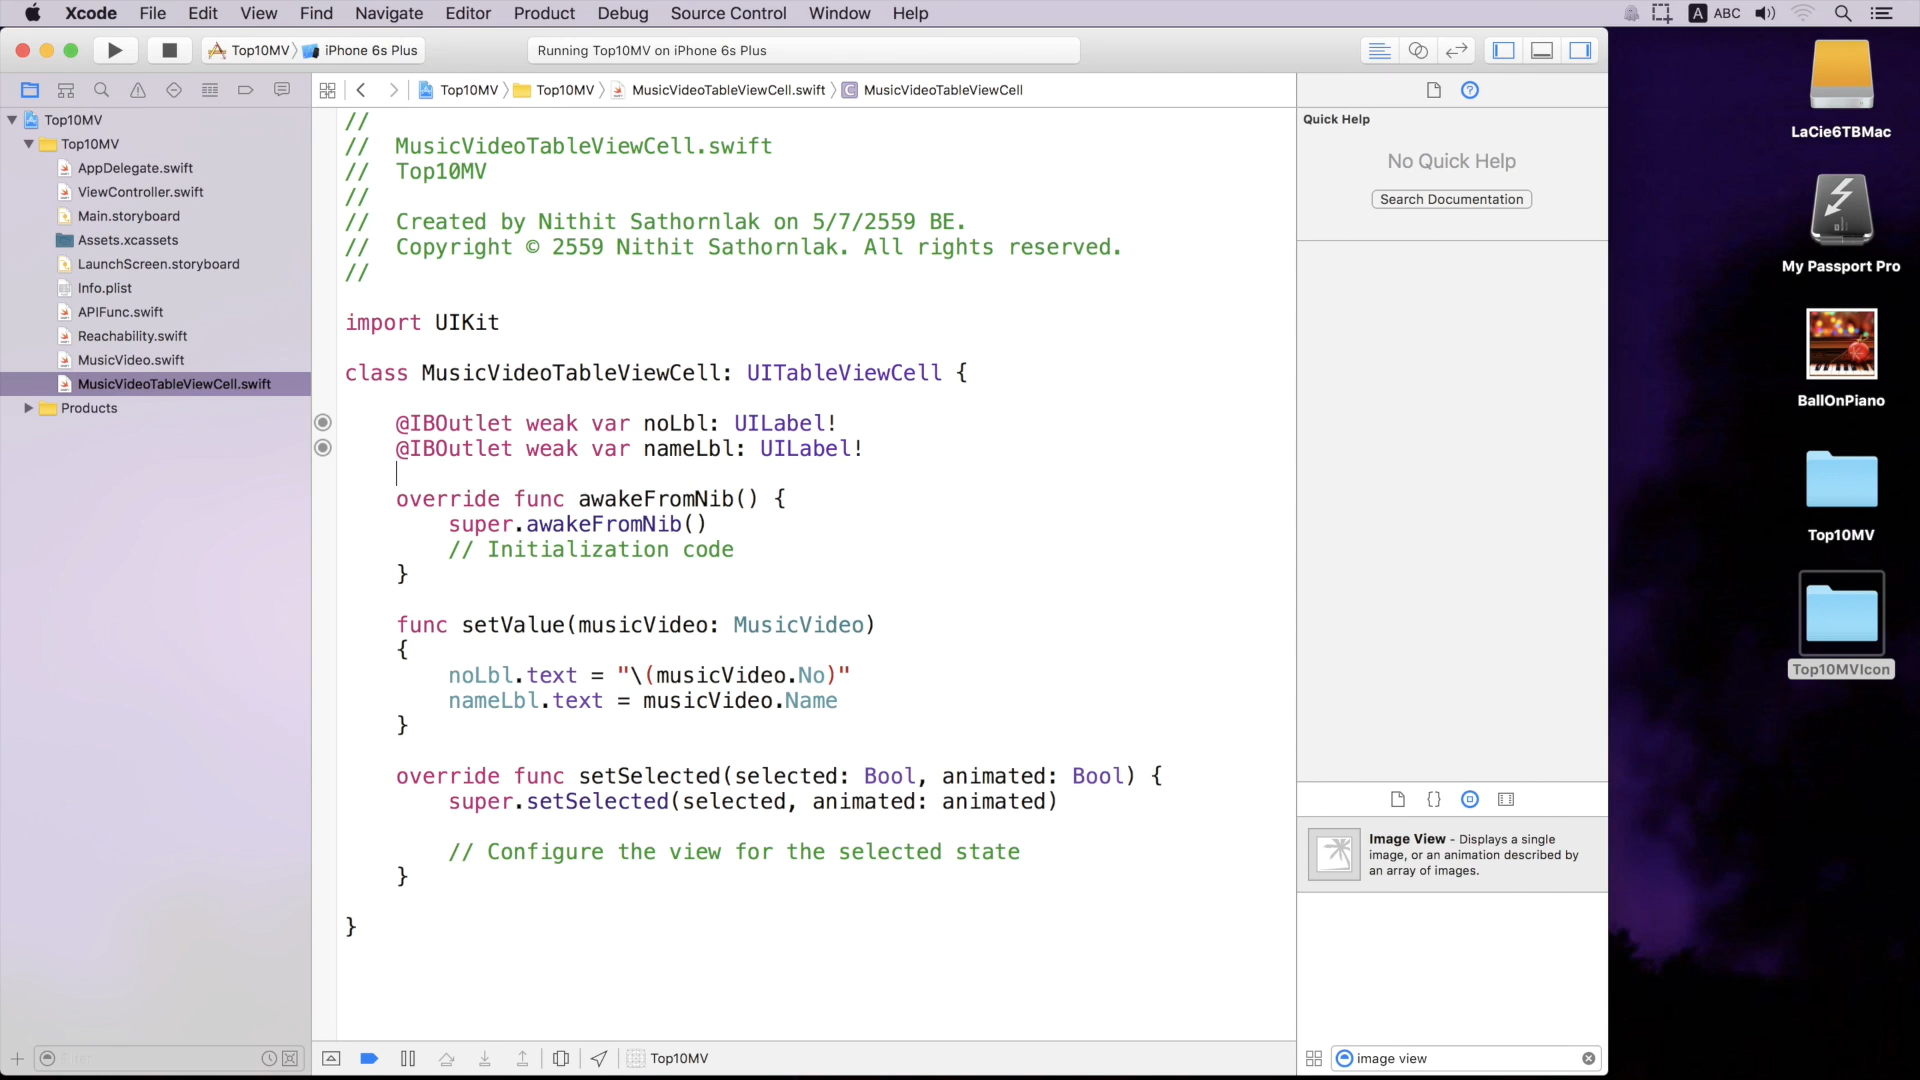 Xcode File Edit View Find Navigate Editor Product Debug Source Control Window Help
A ABC
Top10MV iPhone 6s Plus
Running Top10MV on iPhone 6s Plus
Top10MV Top10MV MusicVideoTableViewCell.swift C MusicVideoTableViewCell
Top10MV
Top10MV
AppDelegate.swift
ViewController.swift
Main.storyboard
Assets.xcassets
LaunchScreen.storyboard
Info.plist
APIFunc.swift
Reachability.swift
MusicVideo.swift
MusicVideoTableViewCell.swift
Products
//
// MusicVideoTableViewCell.swift
// Top10MV
//
// Created by Nithit Sathornlak on 5/7/2559 BE.
// Copyright © 2559 Nithit Sathornlak. All rights reserved.
//
import UIKit
class MusicVideoTableViewCell: UITableViewCell {
@IBOutlet weak var noLbl: UILabel!
@IBOutlet weak var nameLbl: UILabel!
override func awakeFromNib() {
super.awakeFromNib()
// Initialization code
}
func setValue(musicVideo: MusicVideo)
{
noLbl.text = "\(musicVideo.No)"
nameLbl.text = musicVideo.Name
}
override func setSelected(selected: Bool, animated: Bool) {
super.setSelected(selected, animated: animated)
// Configure the view for the selected state
}
}
Quick Help
No Quick Help
Search Documentation
Image View - Displays a single
image, or an animation described by
an array of images.
image view
Filter
Top10MV
LaCie6TBMac
My Passport Pro
BallOnPiano
Top10MV
Top10MVIcon